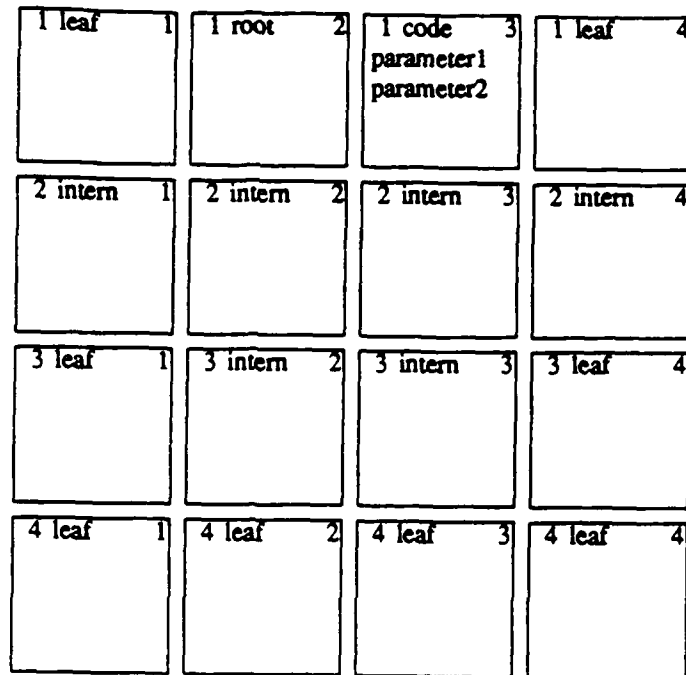 1 leaf 1 1 root 2 1 code 3 1 leaf 4
parameter1
parameter2
2 intern 1 2 intern 2 2 intern 3 2 intern 4
3 leaf 1 3 intern 2 3 intern 3 3 leaf 4
4 leaf 1 4 leaf 2 4 leaf 3 4 leaf 4